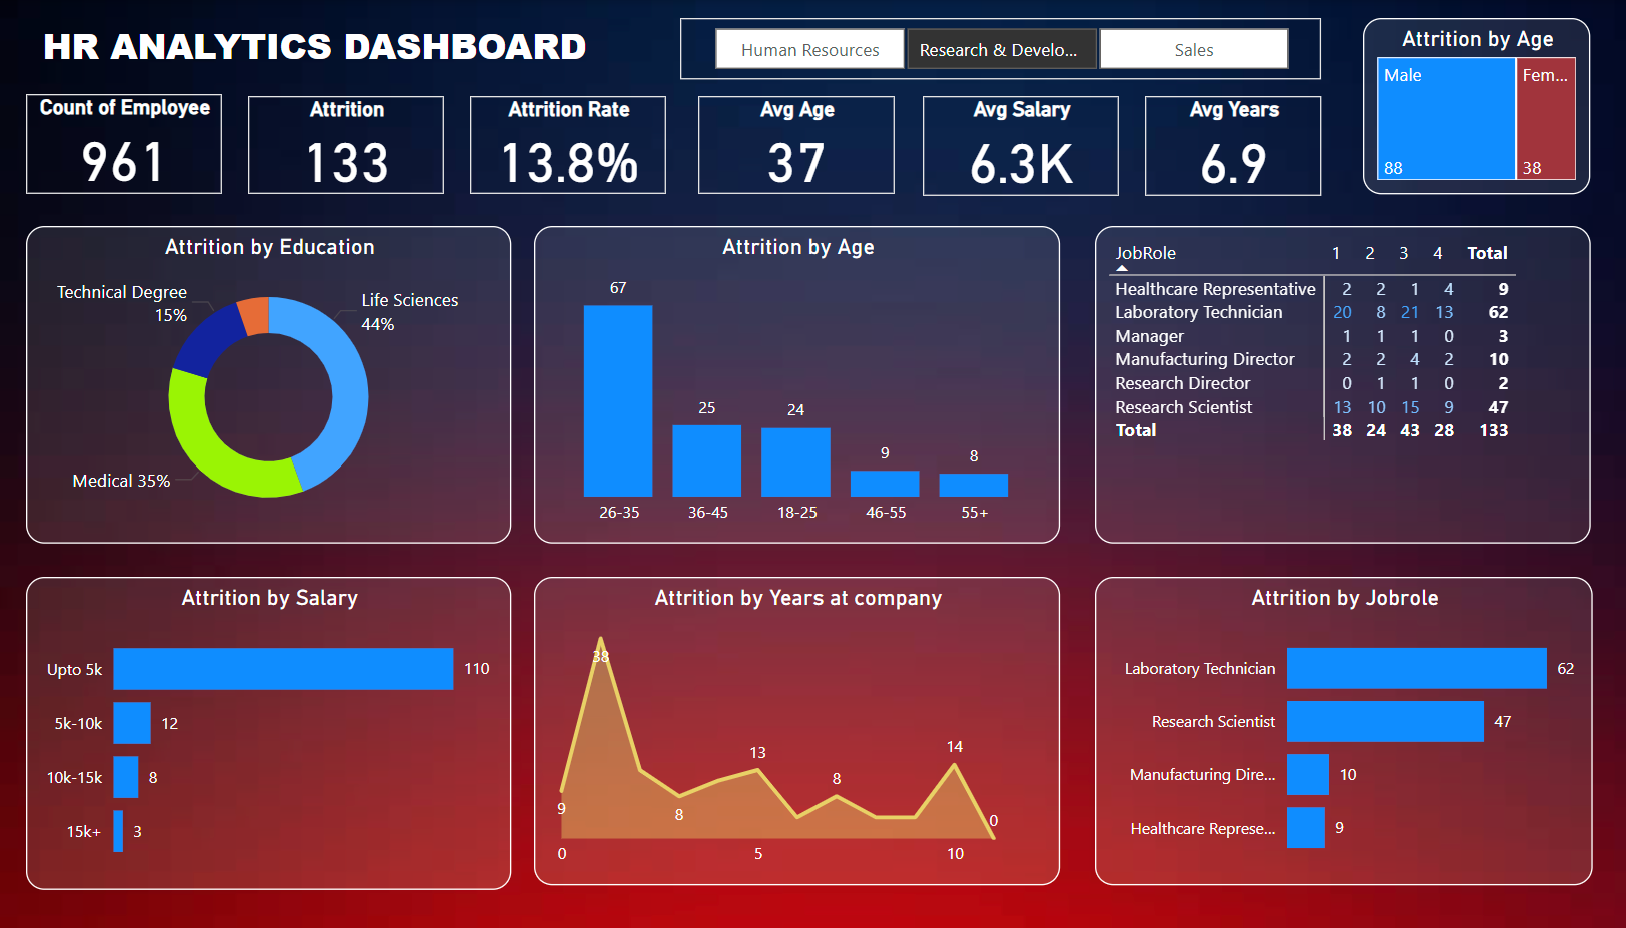 HR ANALYTICS DASHBOARD
Human Resources
Research & Develo...
Sales
Attrition by Age
Male
Fem...
88
38
Count of Employee
961
Attrition
133
Attrition Rate
13.8%
Avg Age
37
Avg Salary
6.3K
Avg Years
6.9
Attrition by Education
Technical Degree
15%
Life Sciences
44%
Medical 35%
Attrition by Age
67
25
24
9
8
26-35
36-45
18-25
46-55
55+
JobRole 1 2 3 4 Total
Healthcare Representative 2 2 1 4 9
Laboratory Technician 20 8 21 13 62
Manager 1 1 1 0 3
Manufacturing Director 2 2 4 2 10
Research Director 0 1 1 0 2
Research Scientist 13 10 15 9 47
Total 38 24 43 28 133
Attrition by Salary
Upto 5k 110
5k-10k 12
10k-15k 8
15k+ 3
Attrition by Years at company
38
13
14
8
9
8
0
0
5
10
Attrition by Jobrole
Laboratory Technician 62
Research Scientist 47
Manufacturing Dire... 10
Healthcare Represe... 9